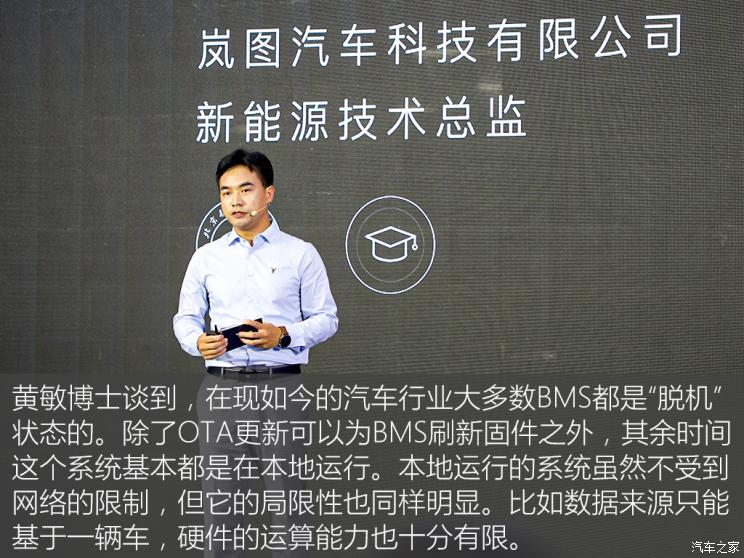 岚图汽车科技有限公司
新能源技术总监
北京
黄敏博士谈到，在现如今的汽车行业大多数BMS都是“脱机”
状态的。除了OTA更新可以为BMS刷新固件之外，其余时间
这个系统基本都是在本地运行。本地运行的系统虽然不受到
网络的限制，但它的局限性也同样明显。比如数据来源只能
基于一辆车，硬件的运算能力也十分有限。
汽车之家